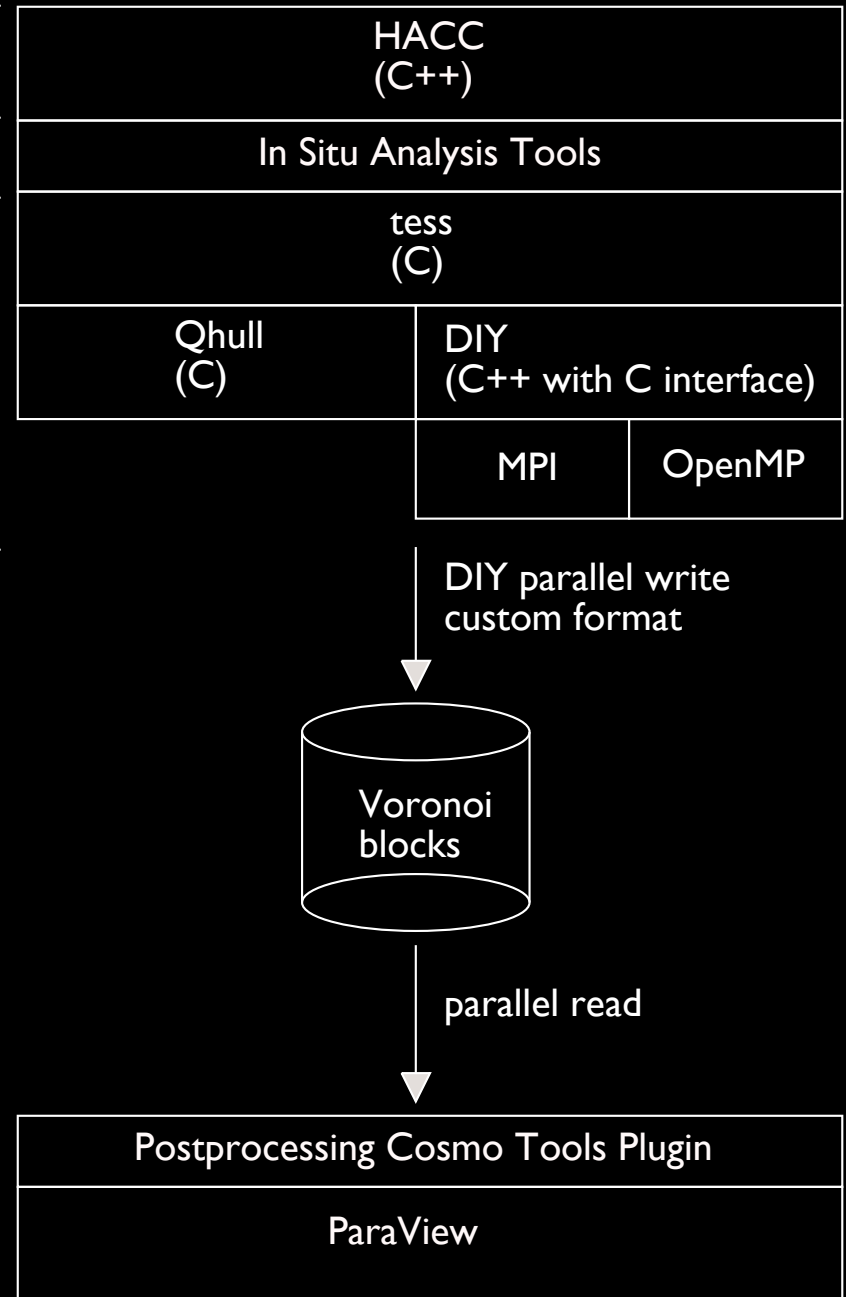 HACC
(C++)
In Situ Analysis Tools
tess
(C)
Qhull
(C)
DIY
(C++ with C interface)
MPI
OpenMP
DIY parallel write
custom format
Voronoi
blocks
parallel read
Postprocessing Cosmo Tools Plugin
ParaView